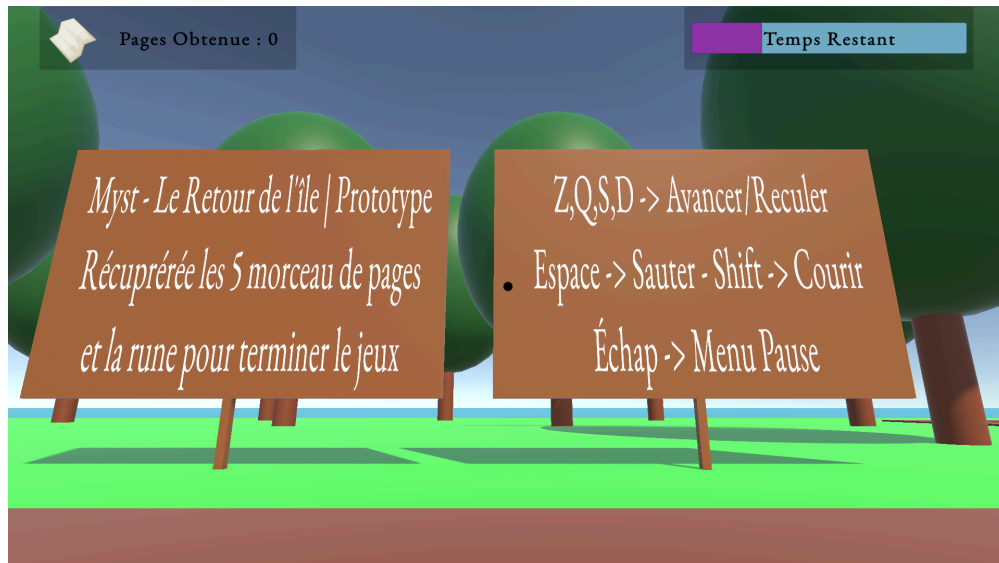 Pages Obtenue : 0
Temps Restant
Myst - Le Retour de l'île | Prototype
Récuprérée les 5 morceau de pages
et la rune pour terminer le jeux
Z,Q,S,D -> Avancer/Reculer
Espace -> Sauter - Shift -> Courir
Échap -> Menu Pause